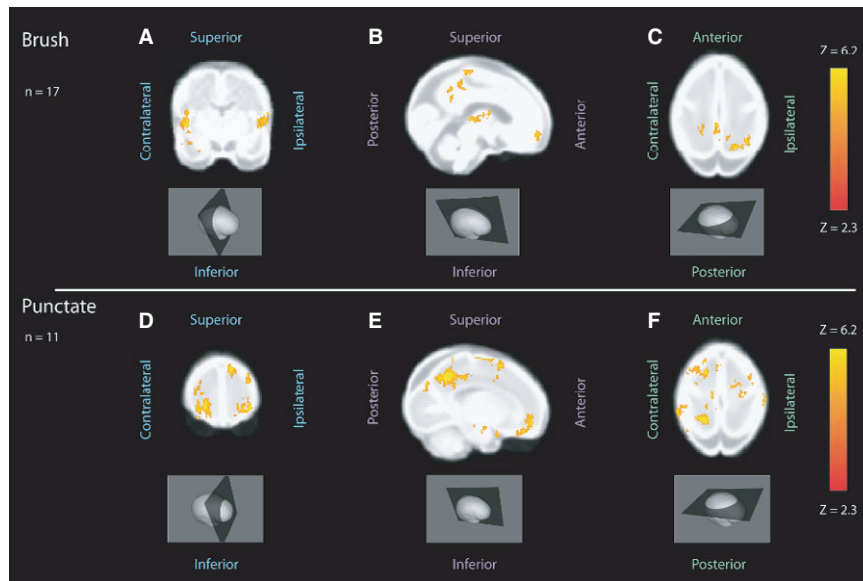 Brush
n = 17
A
Superior
Contralateral
Ipsilateral
Inferior
B
Superior
Posterior
Anterior
Inferior
C
Anterior
Contralateral
Ipsilateral
Posterior
Z = 6.2
Z = 2.3
Punctate
n = 11
D
Superior
Contralateral
Ipsilateral
Inferior
E
Superior
Posterior
Anterior
Inferior
F
Anterior
Contralateral
Ipsilateral
Posterior
Z = 6.2
Z = 2.3